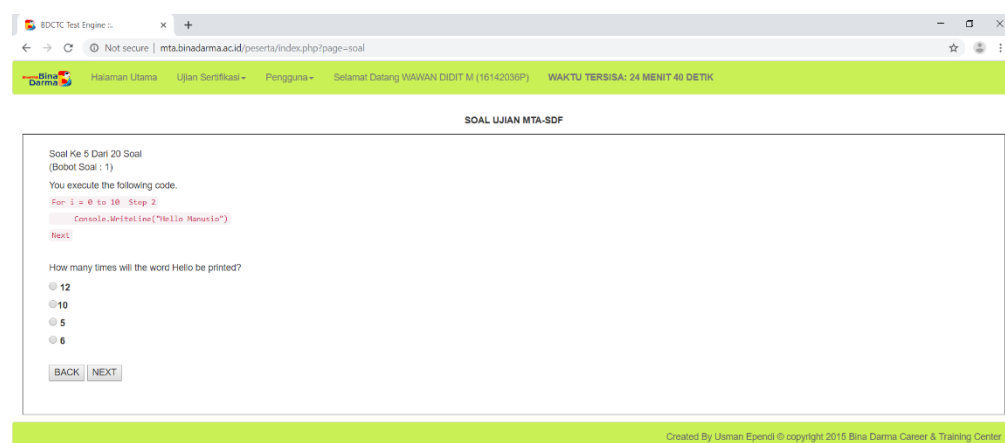 BDCTC Test Engine ::.
Not secure | mta.binadarma.ac.id/peserta/index.php?page=soal
Bina Darma Halaman Utama Ujian Sertifikasi Pengguna Selamat Datang WAWAN DIDIT M (16142036P) WAKTU TERSISA: 24 MENIT 40 DETIK
SOAL UJIAN MTA-SDF
Soal Ke 5 Dari 20 Soal
(Bobot Soal : 1)
You execute the following code.
For i = 0 to 10 Step 2
Console.WriteLine("Hello Manusio")
Next
How many times will the word Hello be printed?
12
10
5
6
BACK NEXT
Created By Usman Ependi © copyright 2015 Bina Darma Career & Training Center